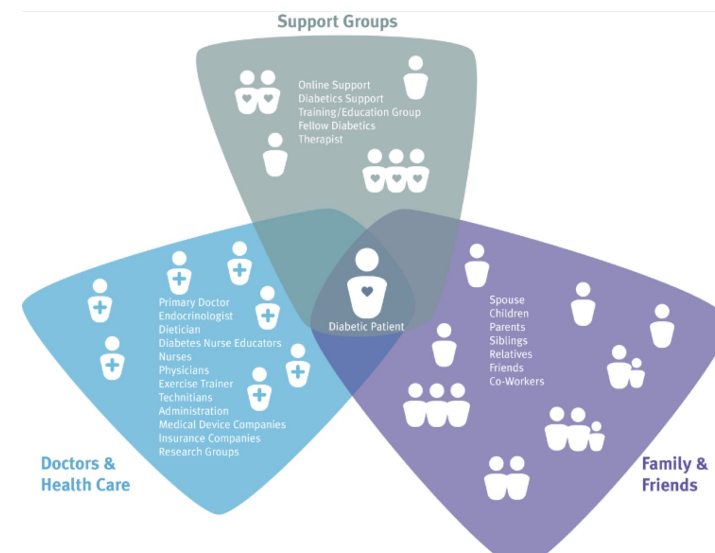 Support Groups
Online Support
Diabetics Support
Training/Education Group
Fellow Diabetics
Therapist
Diabetic Patient
Primary Doctor
Endocrinologist
Dietician
Diabetes Nurse Educators
Nurses
Physicians
Exercise Trainer
Technitians
Administration
Medical Device Companies
Insurance Companies
Research Groups
Doctors &
Health Care
Spouse
Children
Parents
Siblings
Relatives
Friends
Co-Workers
Family &
Friends